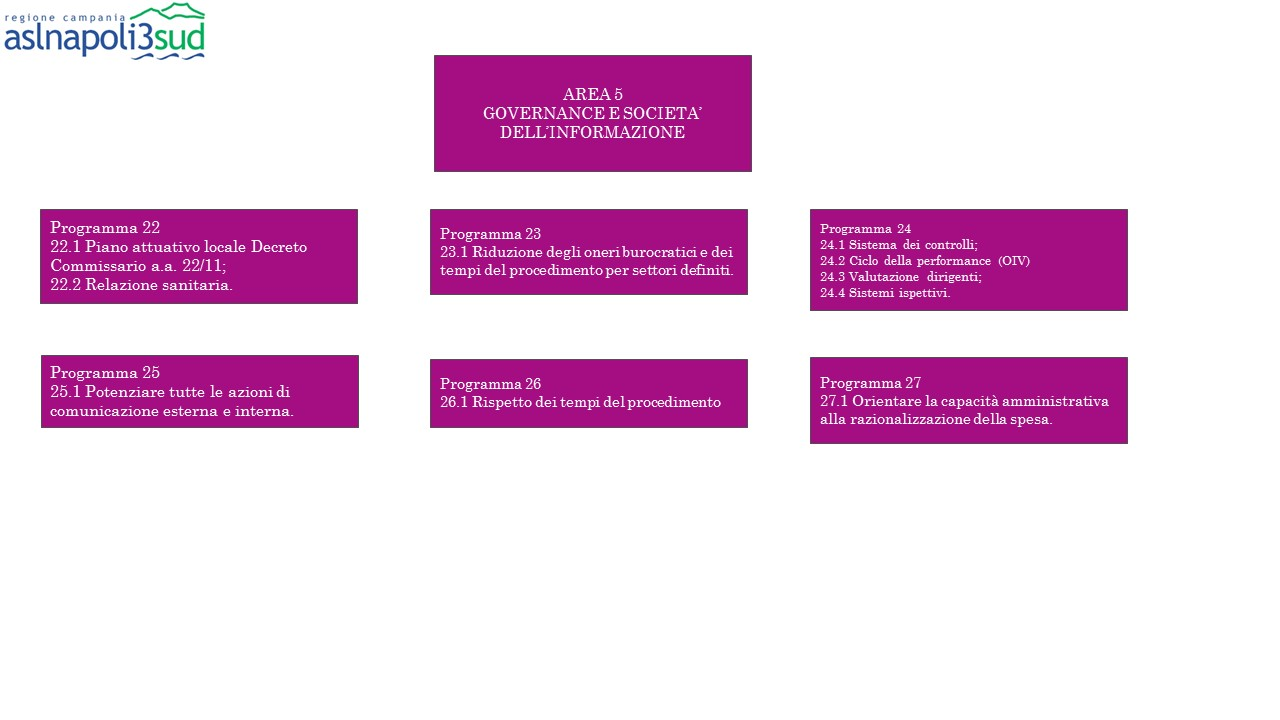 regione campania
aslnapoli3sud
AREA 5
GOVERNANCE E SOCIETA’
DELL’INFORMAZIONE
Programma 22
22.1 Piano attuativo locale Decreto
Commissario a.a. 22/11;
22.2 Relazione sanitaria.
Programma 23
23.1 Riduzione degli oneri burocratici e dei
tempi del procedimento per settori definiti.
Programma 24
24.1 Sistema dei controlli;
24.2 Ciclo della performance (OIV)
24.3 Valutazione dirigenti;
24.4 Sistemi ispettivi.
Programma 25
25.1 Potenziare tutte le azioni di
comunicazione esterna e interna.
Programma 26
26.1 Rispetto dei tempi del procedimento
Programma 27
27.1 Orientare la capacità amministrativa
alla razionalizzazione della spesa.